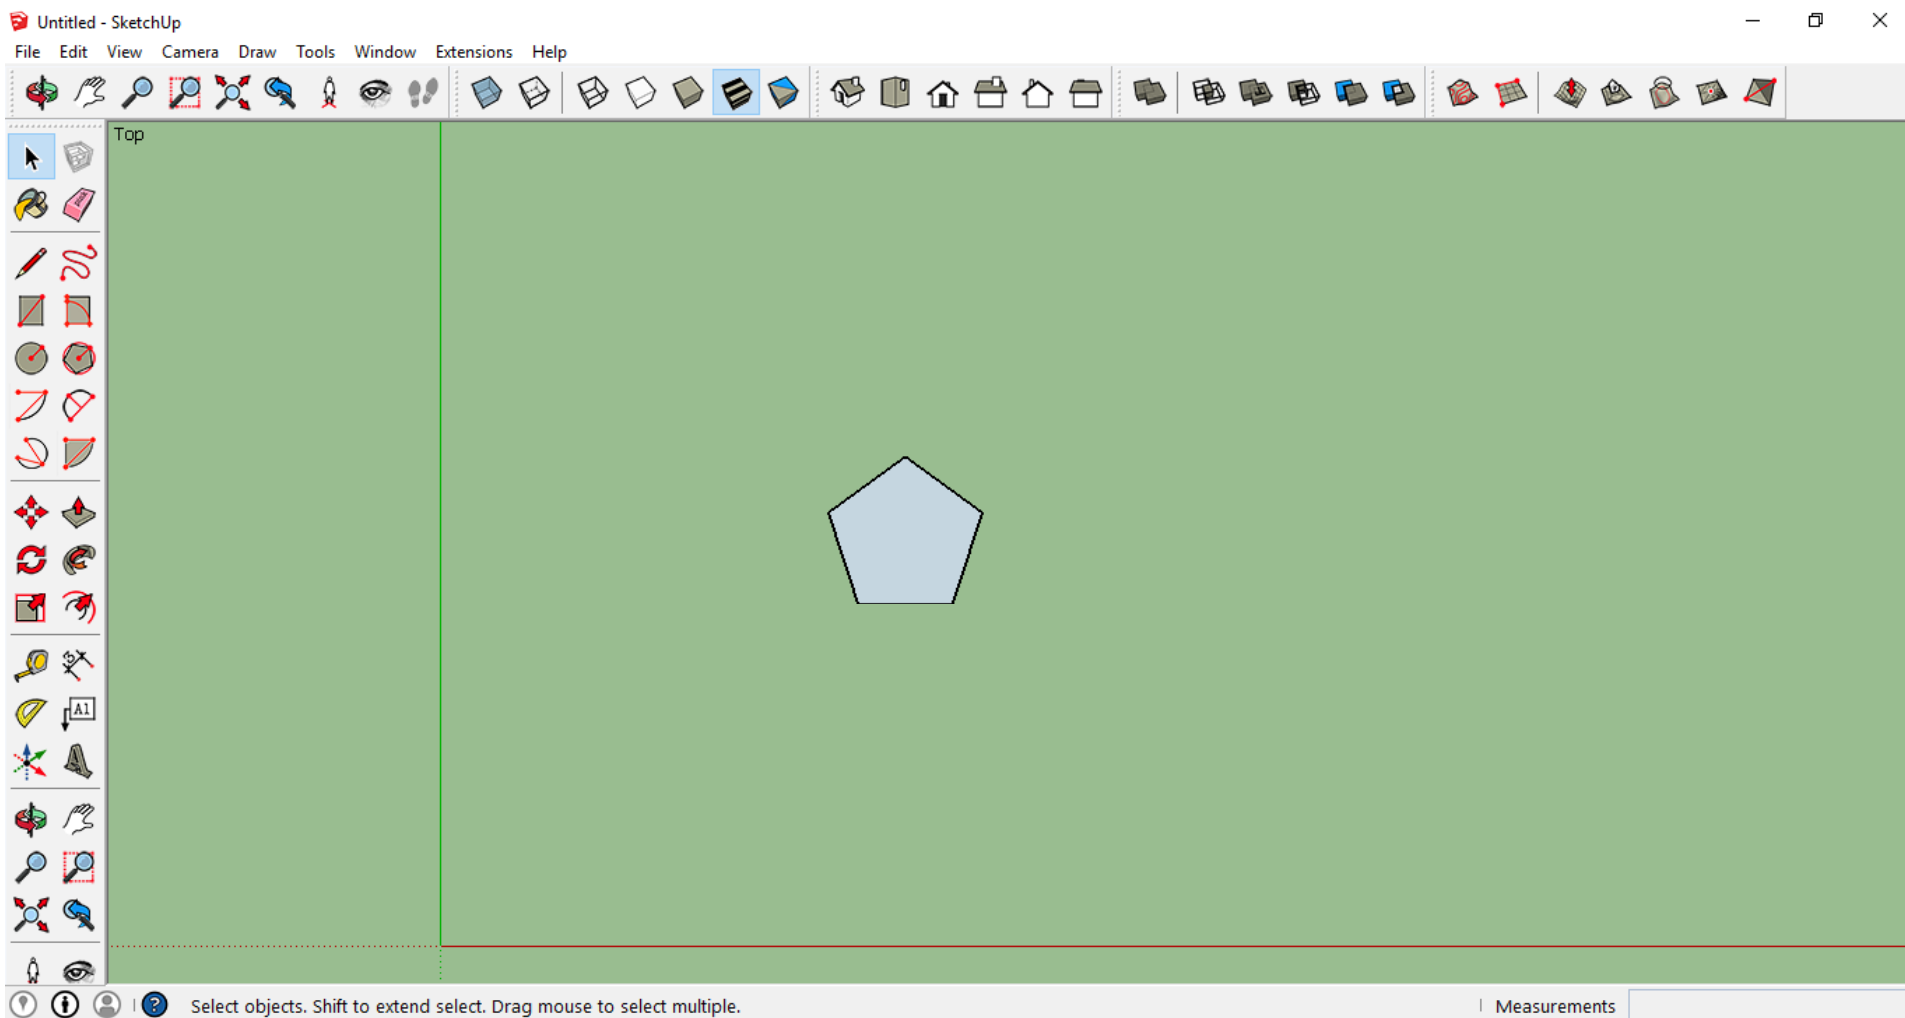 Untitled - SketchUp
File Edit View Camera Draw Tools Window Extensions Help
Top
A1
Select objects. Shift to extend select. Drag mouse to select multiple.
Measurements